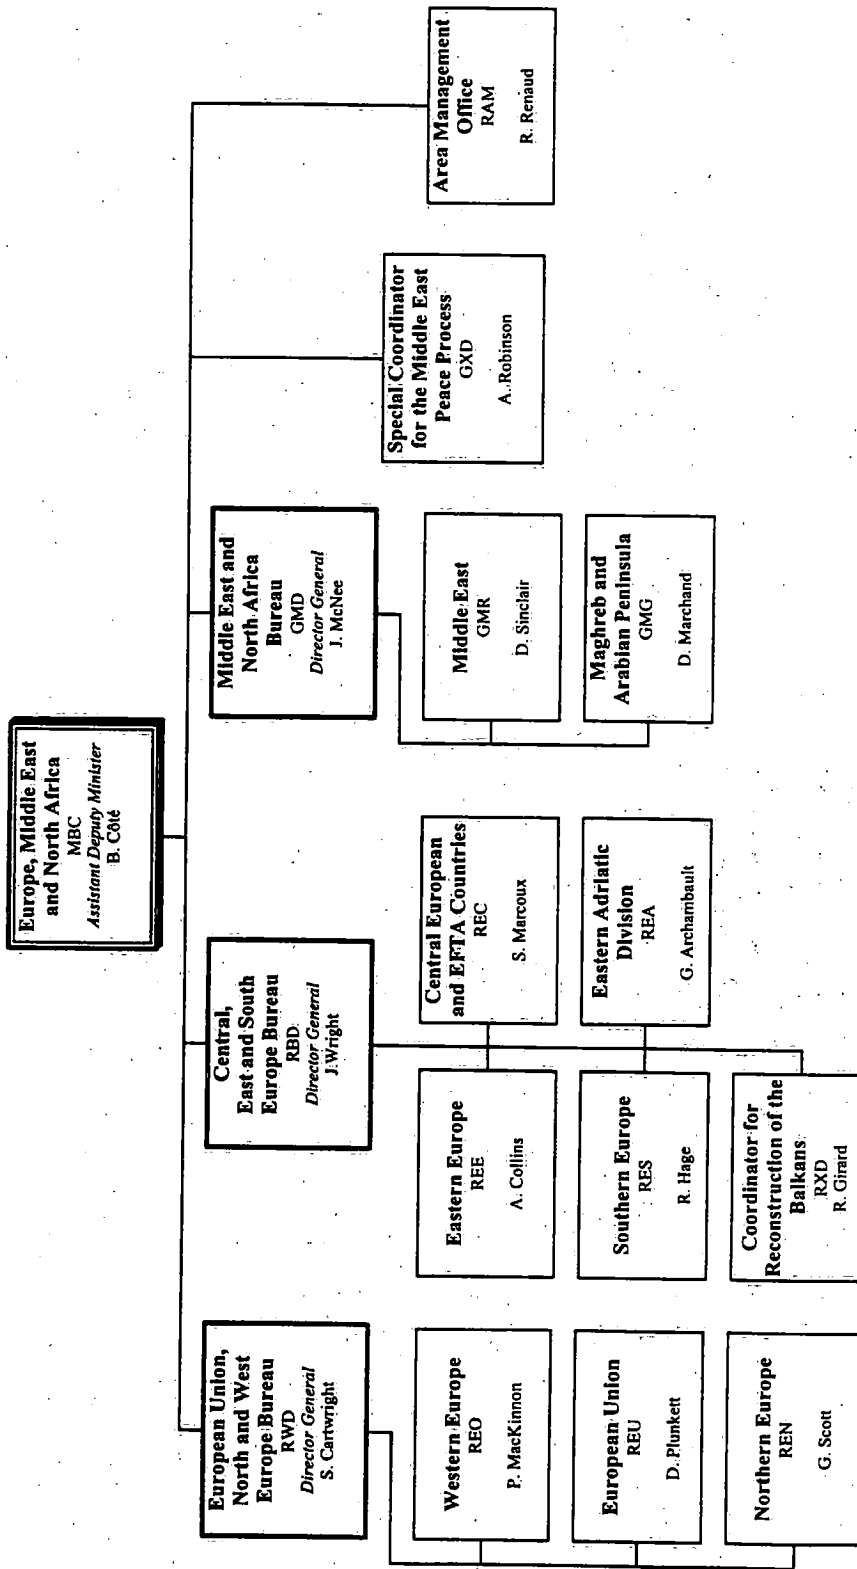 Europe, Middle East
and North Africa
MBC
Assistant Deputy Minister
B. Côté
European Union,
North and West
Europe Bureau
RWD
Director General
S. Cartwright
Central,
East and South
Europe Bureau
RBD
Director General
J. Wright
Middle East and
North Africa
Bureau
GMD
Director General
J. McNee
Special Coordinator
for the Middle East
Peace Process
GXD
A. Robinson
Area Management
Office
RAM
R. Renaud
Western Europe
REO
P. MacKinnon
European Union
REU
D. Plunkett
Northern Europe
REN
G. Scott
Eastern Europe
REE
A. Collins
Central European
and EFTA Countries
REC
S. Marcoux
Southern Europe
RES
R. Hage
Eastern Adriatic
Division
REA
G. Archambault
Coordinator for
Reconstruction of the
Balkans
RXD
R. Girard
Middle East
GMR
D. Sinclair
Maghreb and
Arabian Peninsula
GMG
D. Marchand